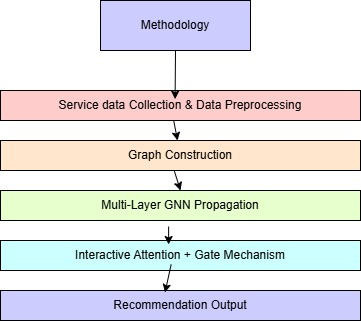 Methodology
Service data Collection & Data Preprocessing
Graph Construction
Multi-Layer GNN Propagation
Interactive Attention + Gate Mechanism
Recommendation Output